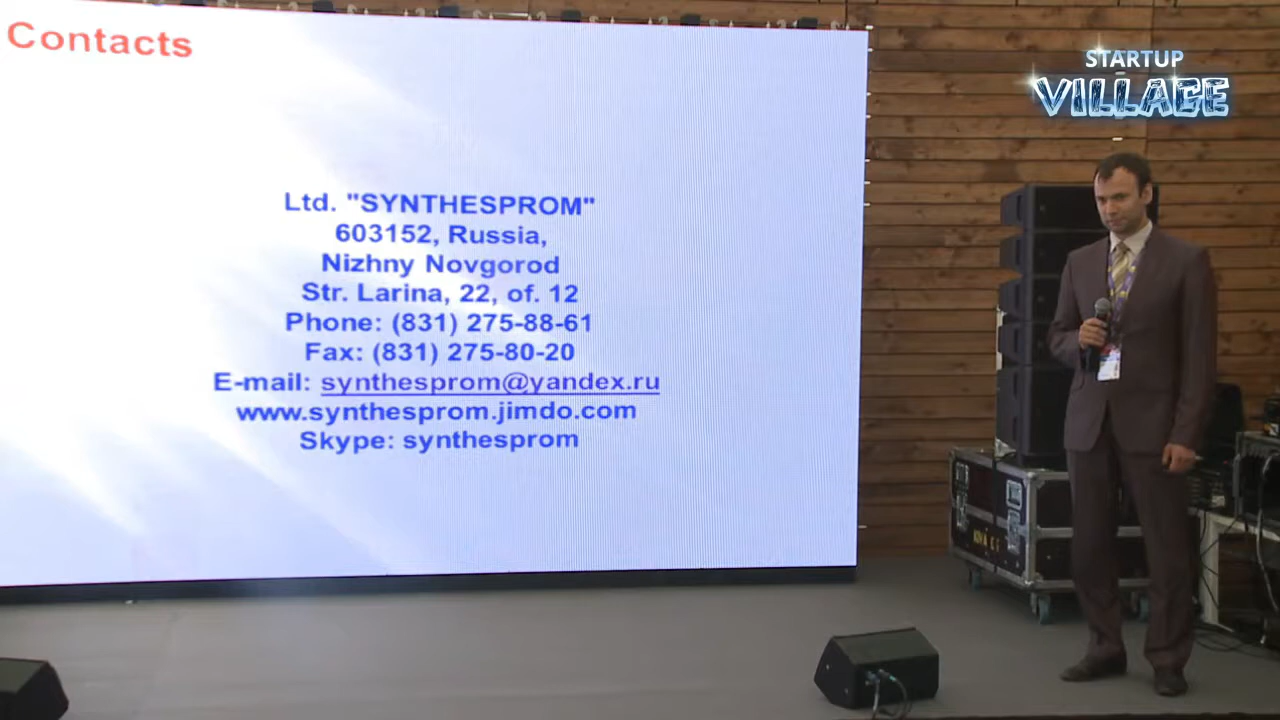 Contacts
STARTUP
VILLAGE
Ltd. "SYNTHESPROM"
603152, Russia,
Nizhny Novgorod
Str. Larina, 22, of. 12
Phone: (831) 275-88-61
Fax: (831) 275-80-20
E-mail: synthesprom@yandex.ru
www.synthesprom.jimdo.com
Skype: synthesprom